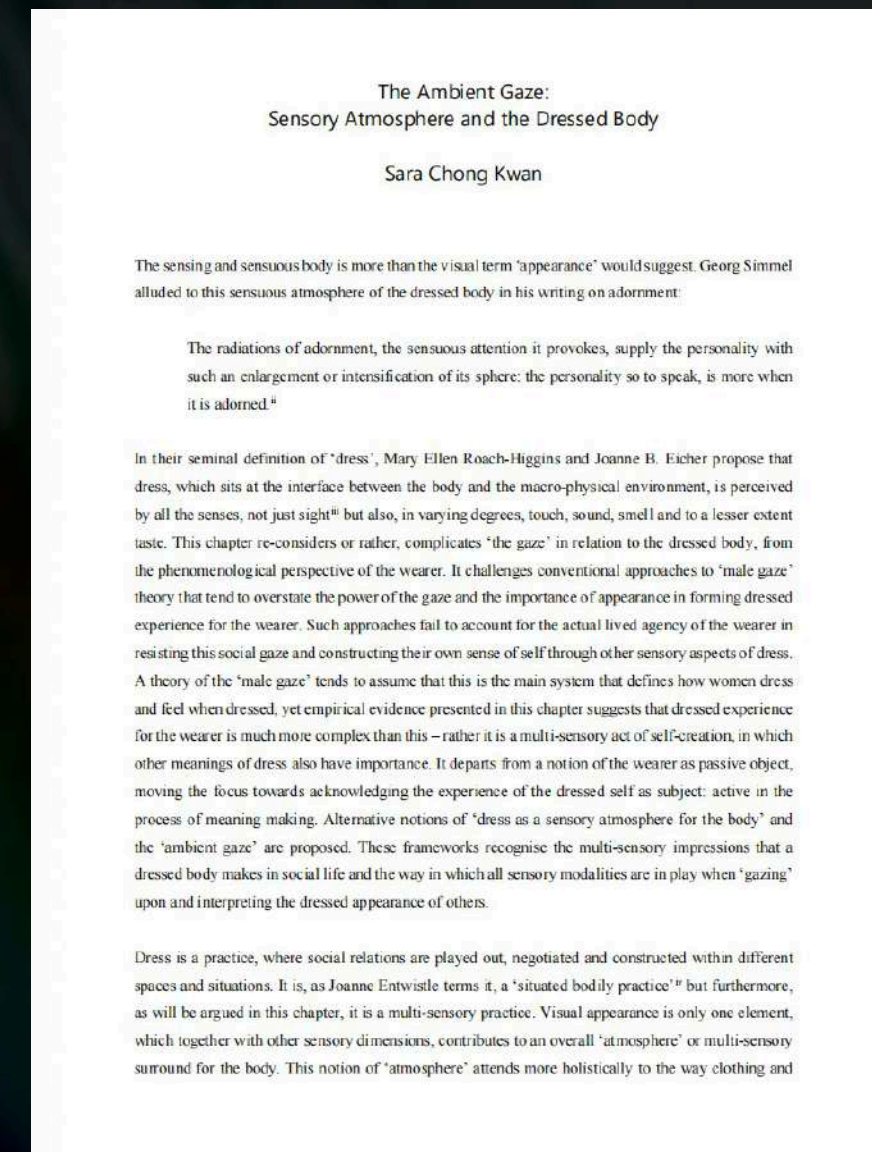 The Ambient Gaze:
Sensory Atmosphere and the Dressed Body
Sara Chong Kwan
The sensing and sensuous body is more than the visual term ‘appearance’ would suggest. Georg Simmel
alluded to this sensuous atmosphere of the dressed body in his writing on adornment:
The radiations of adornment, the sensuous attention it provokes, supply the personality with
such an enlargement or intensification of its sphere: the personality so to speak, is more when
it is adorned.ii
In their seminal definition of ‘dress’, Mary Ellen Roach-Higgins and Joanne B. Eicher propose that
dress, which sits at the interface between the body and the macro-physical environment, is perceived
by all the senses, not just sightiii but also, in varying degrees, touch, sound, smell and to a lesser extent
taste. This chapter re-considers or rather, complicates ‘the gaze’ in relation to the dressed body, from
the phenomenological perspective of the wearer. It challenges conventional approaches to ‘male gaze’
theory that tend to overstate the power of the gaze and the importance of appearance in forming dressed
experience for the wearer. Such approaches fail to account for the actual lived agency of the wearer in
resisting this social gaze and constructing their own sense of self through other sensory aspects of dress.
A theory of the ‘male gaze’ tends to assume that this is the main system that defines how women dress
and feel when dressed, yet empirical evidence presented in this chapter suggests that dressed experience
for the wearer is much more complex than this – rather it is a multi-sensory act of self-creation, in which
other meanings of dress also have importance. It departs from a notion of the wearer as passive object,
moving the focus towards acknowledging the experience of the dressed self as subject: active in the
process of meaning making. Alternative notions of ‘dress as a sensory atmosphere for the body’ and
the ‘ambient gaze’ are proposed. These frameworks recognise the multi-sensory impressions that a
dressed body makes in social life and the way in which all sensory modalities are in play when ‘gazing’
upon and interpreting the dressed appearance of others.
Dress is a practice, where social relations are played out, negotiated and constructed within different
spaces and situations. It is, as Joanne Entwistle terms it, a ‘situated bodily practice’iv but furthermore,
as will be argued in this chapter, it is a multi-sensory practice. Visual appearance is only one element,
which together with other sensory dimensions, contributes to an overall ‘atmosphere’ or multi-sensory
surround for the body. This notion of ‘atmosphere’ attends more holistically to the way clothing and